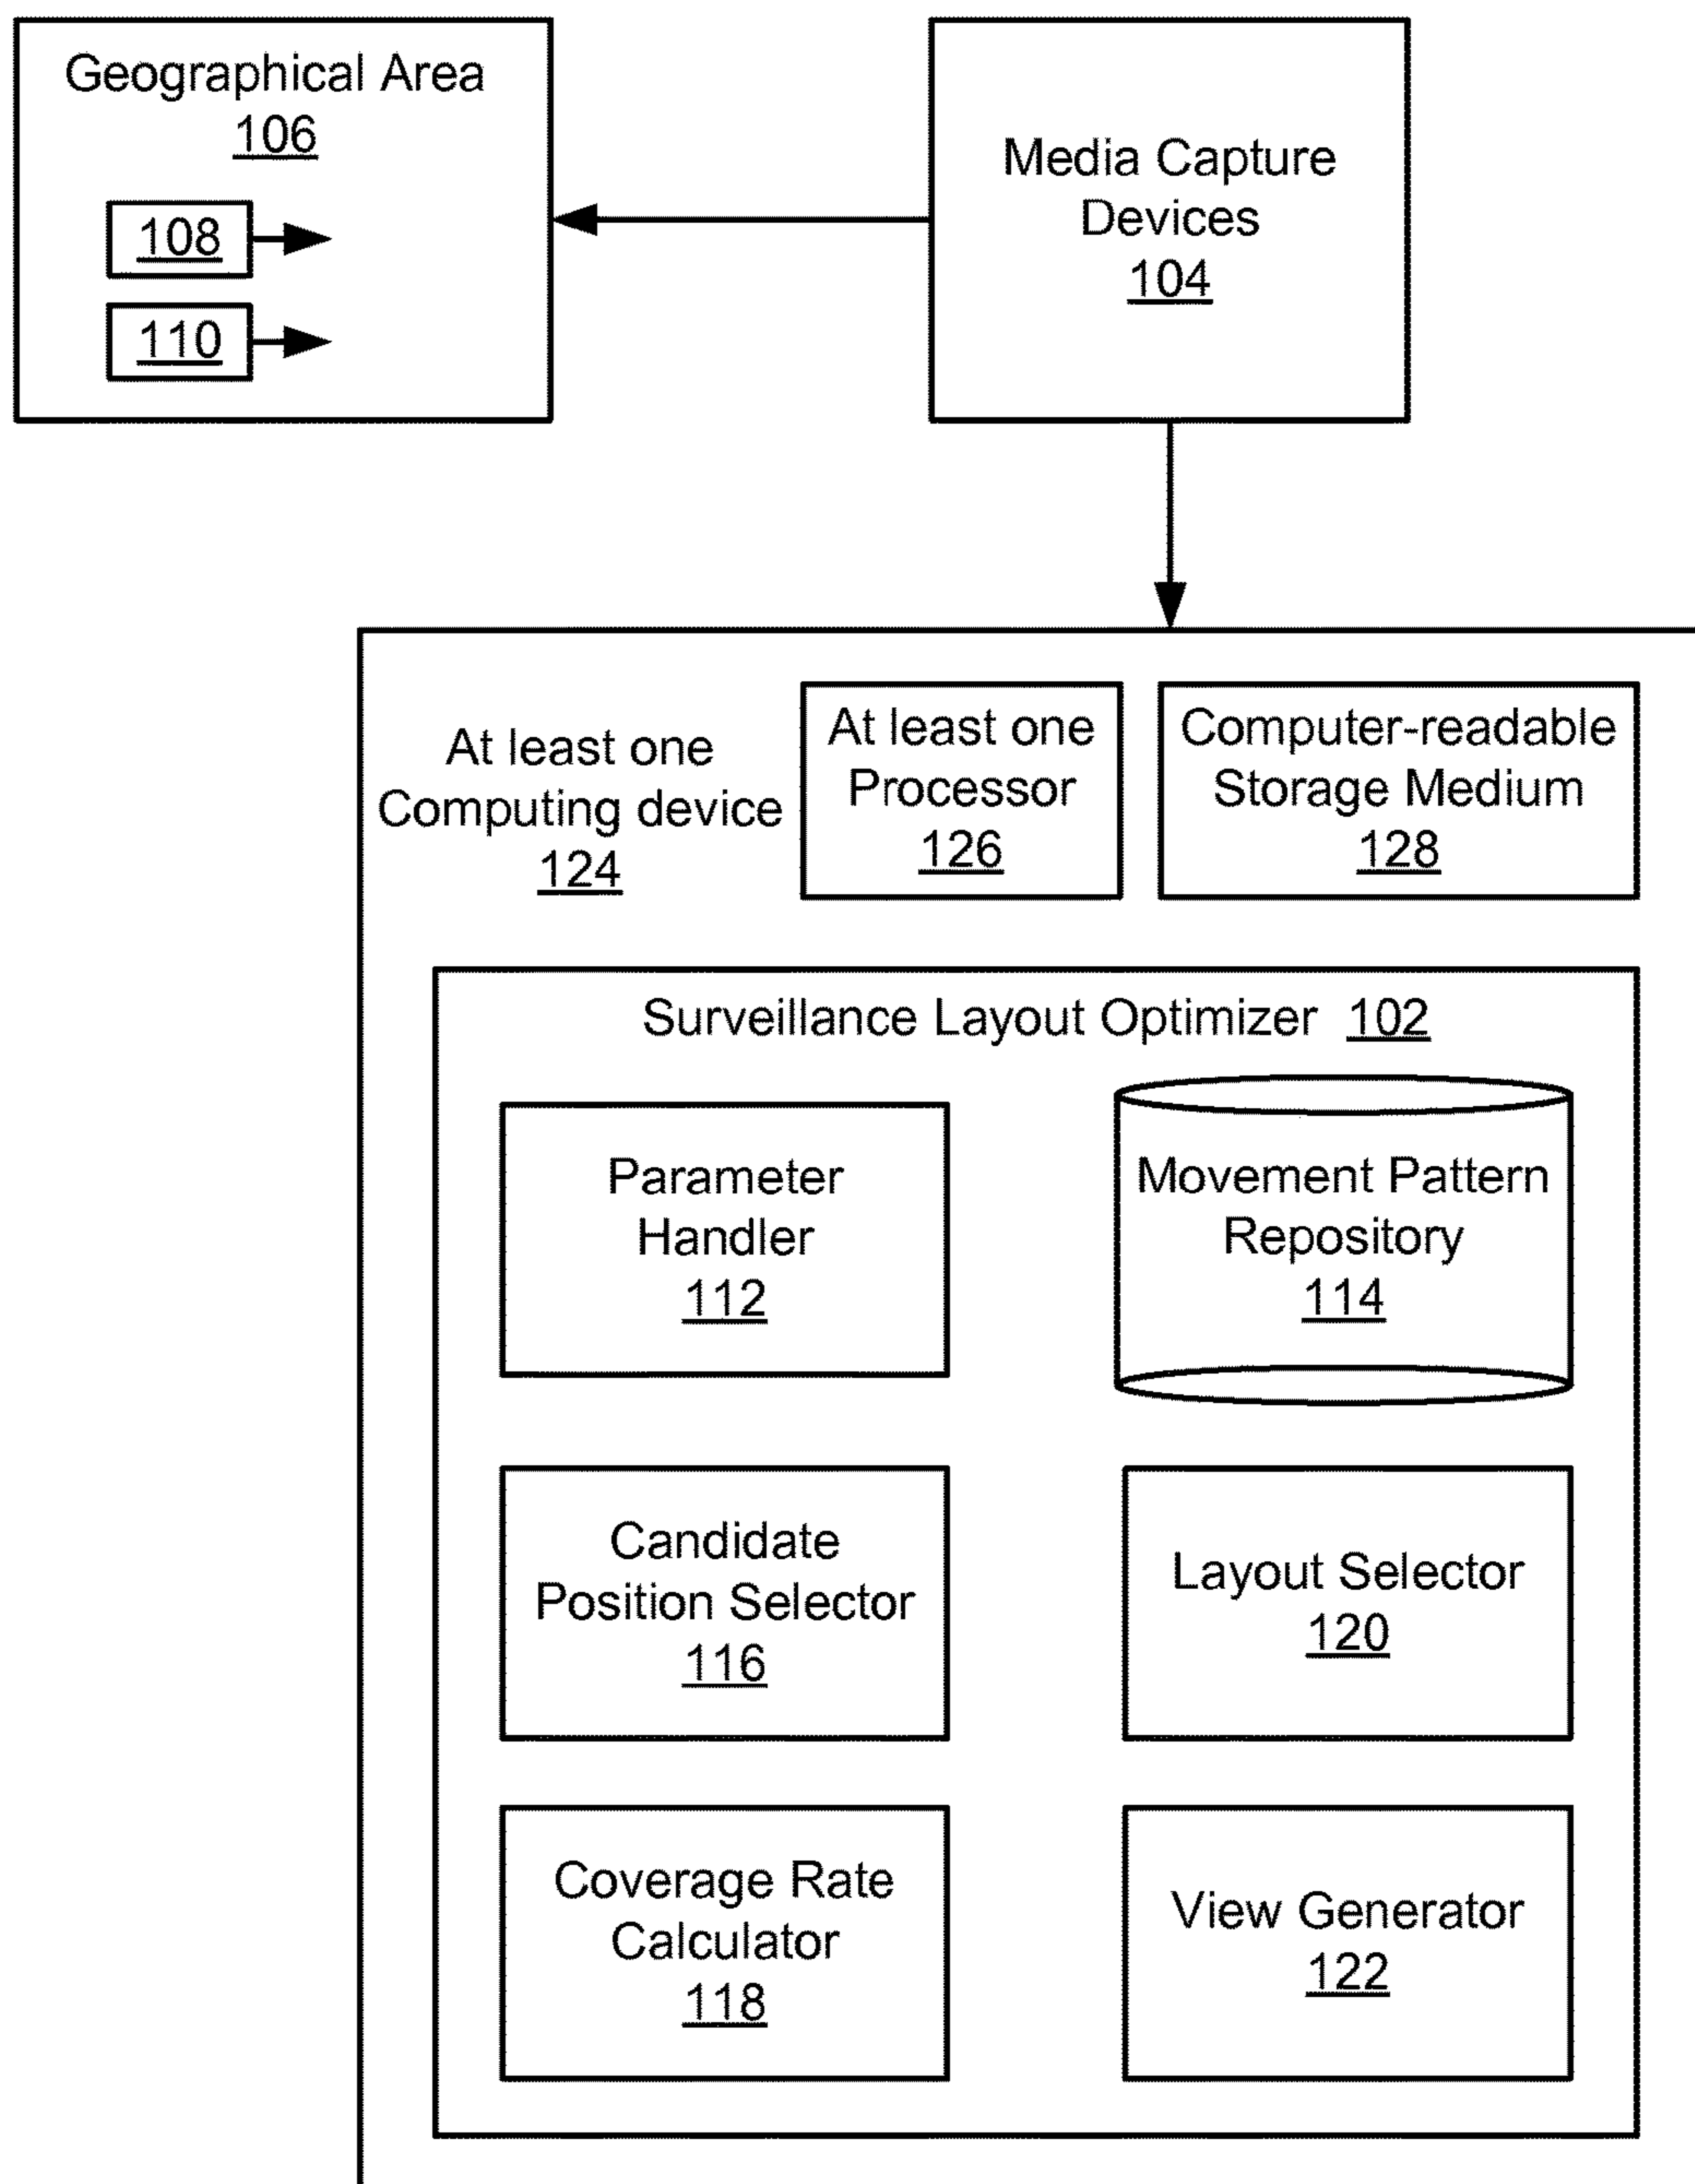 Geographical Area
106
108
110
Media Capture
Devices
104
At least one
Computing device
124
At least one
Processor
126
Computer-readable
Storage Medium
128
Surveillance Layout Optimizer 102
Parameter
Handler
112
Movement Pattern
Repository
114
Candidate
Position Selector
116
Layout Selector
120
Coverage Rate
Calculator
118
View Generator
122